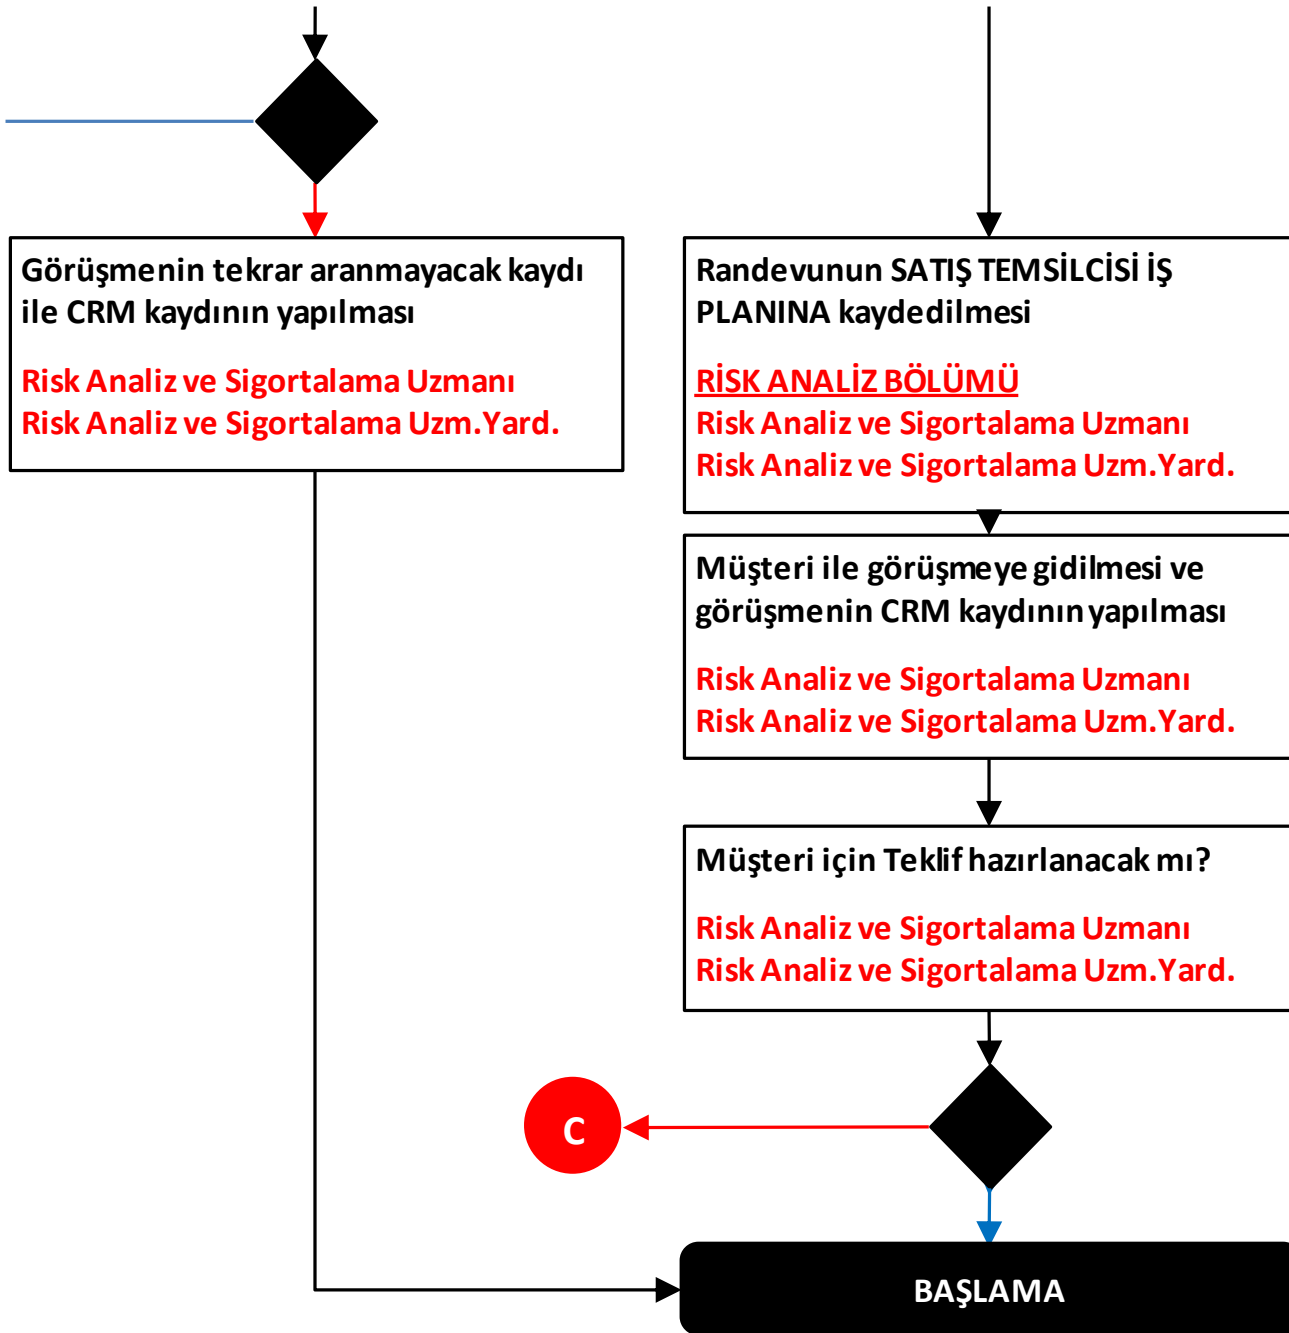 Görüşmenin tekrar aranmayacak kaydı
ile CRM kaydının yapılması
Risk Analiz ve Sigortalama Uzmanı
Risk Analiz ve Sigortalama Uzm.Yard.
Randevunun SATIŞ TEMSİLCİSİ İŞ
PLANINA kaydedilmesi
RİSK ANALİZ BÖLÜMÜ
Risk Analiz ve Sigortalama Uzmanı
Risk Analiz ve Sigortalama Uzm.Yard.
Müşteri ile görüşmeye gidilmesi ve
görüşmenin CRM kaydının yapılması
Risk Analiz ve Sigortalama Uzmanı
Risk Analiz ve Sigortalama Uzm.Yard.
Müşteri için Teklif hazırlanacak mı?
Risk Analiz ve Sigortalama Uzmanı
Risk Analiz ve Sigortalama Uzm.Yard.
C
BAŞLAMA